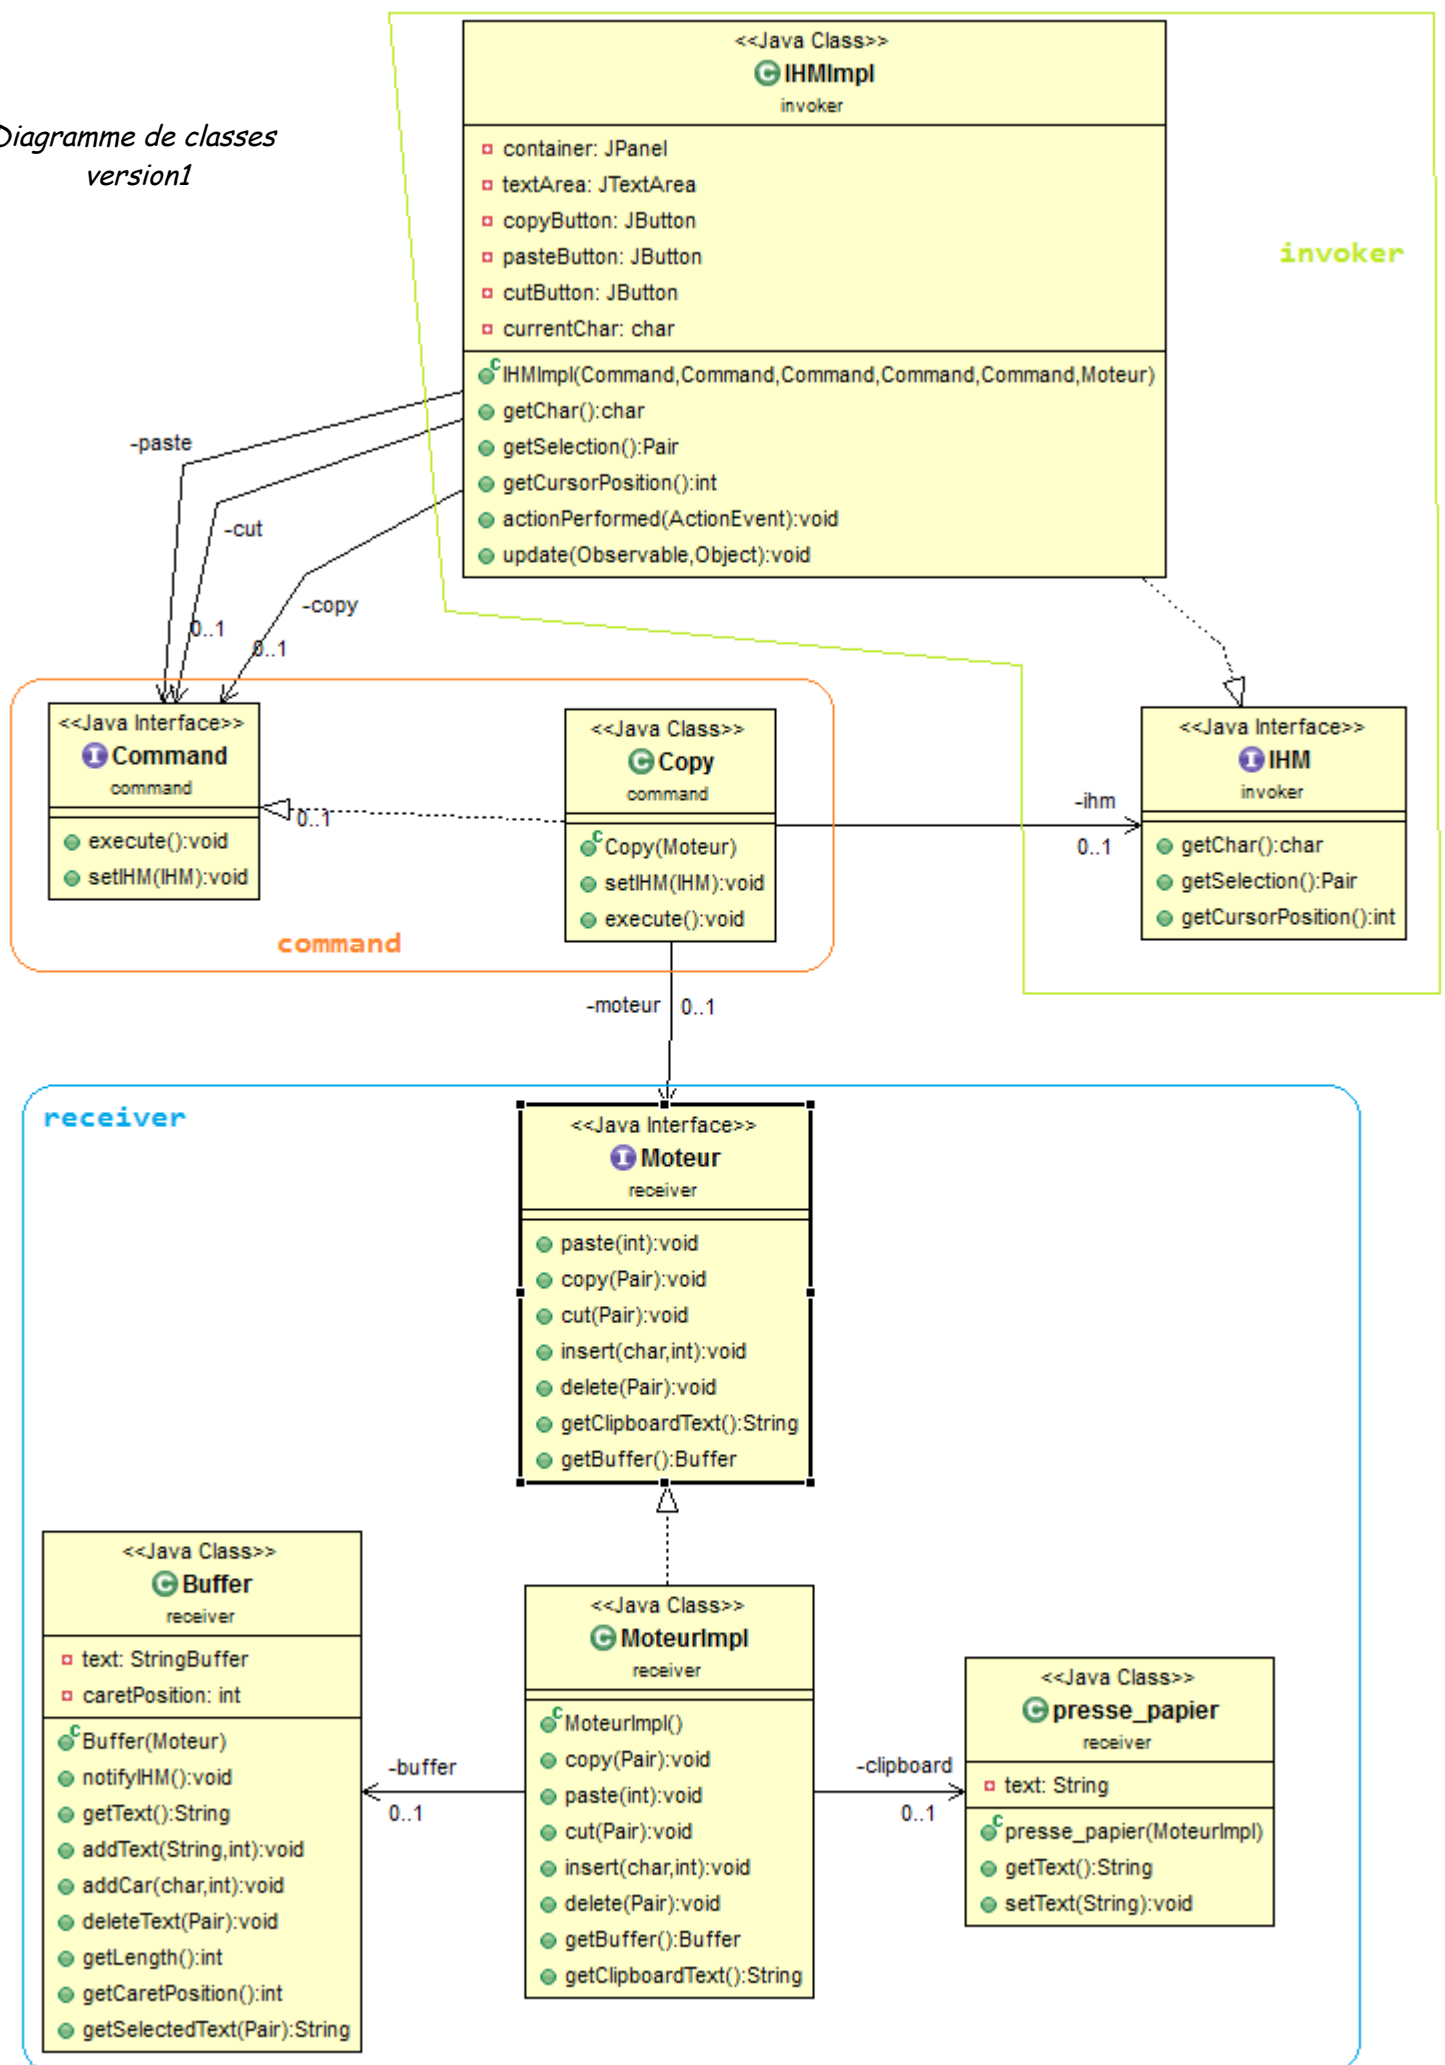 Diagramme de classes
version1
<<Java Class>>
IHMImpl
invoker
container: JPanel
textArea: JTextArea
copyButton: JButton
pasteButton: JButton
cutButton: JButton
currentChar: char
IHMImpl(Command,Command,Command,Command,Command,Moteur)
getChar():char
getSelection():Pair
getCursorPosition():int
actionPerformed(ActionEvent):void
update(Observable,Object):void
invoker
-paste
-cut
-copy
0..1
0..1
<<Java Interface>>
Command
command
execute():void
setIHM(IHM):void
0..1
<<Java Class>>
Copy
command
Copy(Moteur)
setIHM(IHM):void
execute():void
command
-ihm
0..1
<<Java Interface>>
IHM
invoker
getChar():char
getSelection():Pair
getCursorPosition():int
-moteur
0..1
receiver
<<Java Interface>>
Moteur
receiver
paste(int):void
copy(Pair):void
cut(Pair):void
insert(char,int):void
delete(Pair):void
getClipboardText():String
getBuffer():Buffer
<<Java Class>>
Buffer
receiver
text: StringBuffer
caretPosition: int
Buffer(Moteur)
notifyIHM():void
getText():String
addText(String,int):void
addCar(char,int):void
deleteText(Pair):void
getLength():int
getCaretPosition():int
getSelectedText(Pair):String
-buffer
0..1
<<Java Class>>
MoteurImpl
receiver
MoteurImpl()
copy(Pair):void
paste(int):void
cut(Pair):void
insert(char,int):void
delete(Pair):void
getBuffer():Buffer
getClipboardText():String
-clipboard
0..1
<<Java Class>>
presse_papier
receiver
text: String
presse_papier(MoteurImpl)
getText():String
setText(String):void